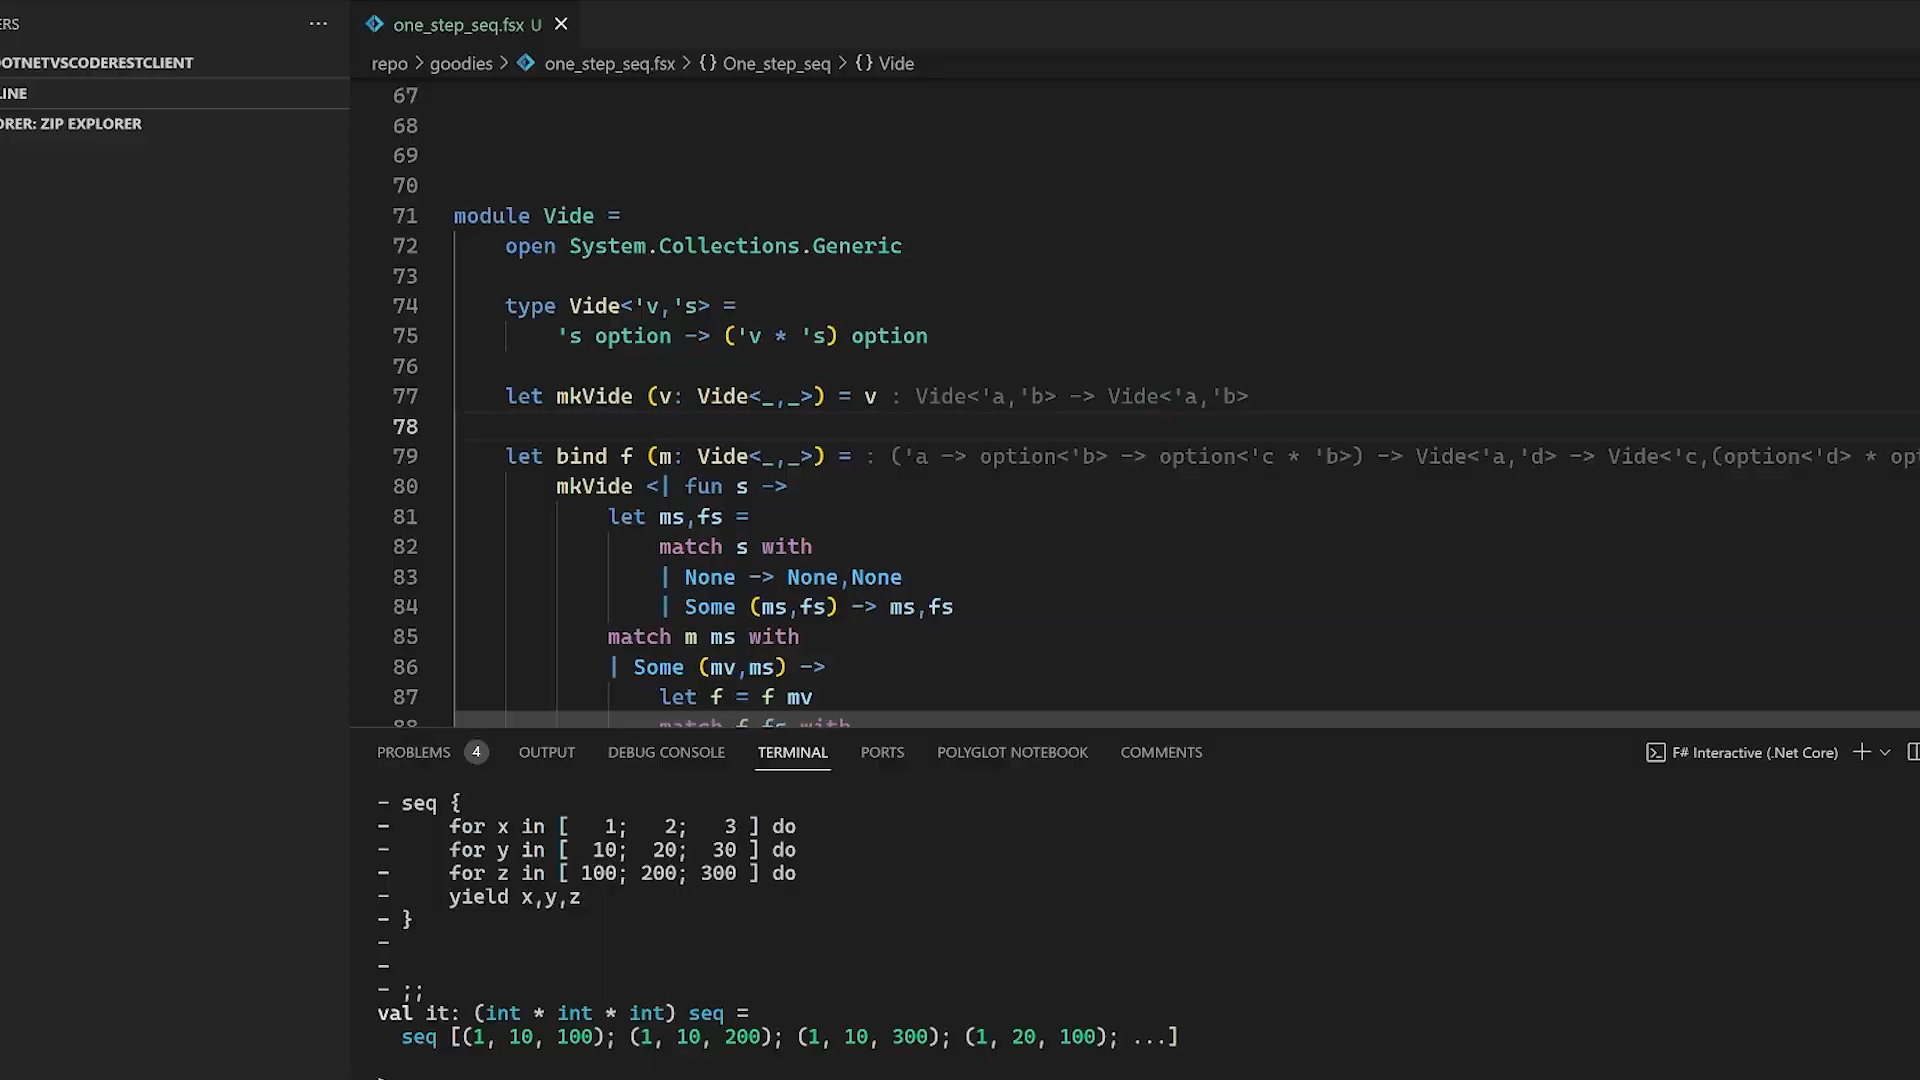 ERS
one_step_seq.fsx U
OTNETVSCODERESTCLIENT
LINE
ORER: ZIP EXPLORER
repo > goodies > one_step_seq.fsx > {} One_step_seq > {} Vide
67
68
69
70
71 module Vide =
72 open System.Collections.Generic
73
74 type Vide<'v,'s> =
75 's option -> ('v * 's) option
76
77 let mkVide (v: Vide<_,_>) = v : Vide<'a,'b> -> Vide<'a,'b>
78
79 let bind f (m: Vide<_,_>) = : ('a -> option<'b> -> option<'c * 'b>) -> Vide<'a,'d> -> Vide<'c,(option<'d> * op
80 mkVide <| fun s ->
81 let ms,fs =
82 match s with
83 | None -> None,None
84 | Some (ms,fs) -> ms,fs
85 match m ms with
86 | Some (mv,ms) ->
87 let f = f mv
88 match f fs with
PROBLEMS 4 OUTPUT DEBUG CONSOLE TERMINAL PORTS POLYGLOT NOTEBOOK COMMENTS
F# Interactive (.Net Core)
- seq {
- for x in [ 1; 2; 3 ] do
- for y in [ 10; 20; 30 ] do
- for z in [ 100; 200; 300 ] do
- yield x,y,z
- }
-
-
- ;;
val it: (int * int * int) seq =
seq [(1, 10, 100); (1, 10, 200); (1, 10, 300); (1, 20, 100); ...]